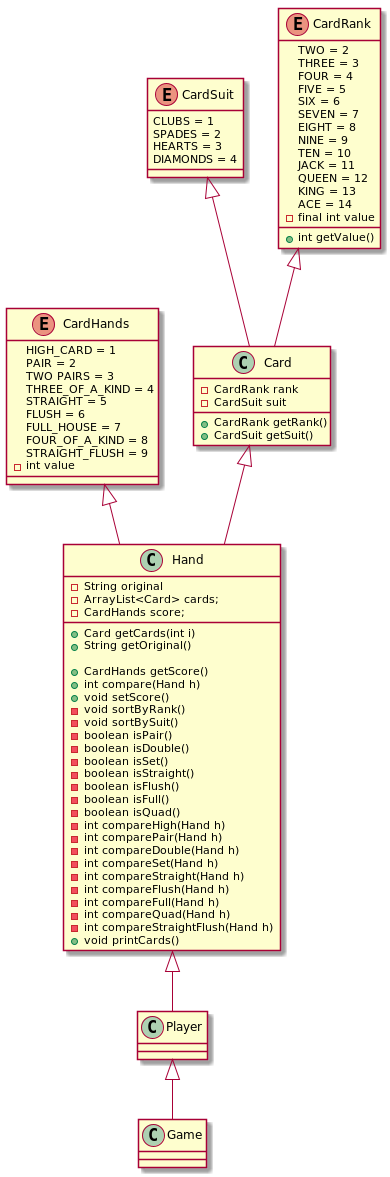 E CardRank
TWO = 2
THREE = 3
FOUR = 4
FIVE = 5
SIX = 6
SEVEN = 7
EIGHT = 8
NINE = 9
TEN = 10
JACK = 11
QUEEN = 12
KING = 13
ACE = 14
final int value
int getValue()
E CardSuit
CLUBS = 1
SPADES = 2
HEARTS = 3
DIAMONDS = 4
E CardHands
HIGH_CARD = 1
PAIR = 2
TWO PAIRS = 3
THREE_OF_A_KIND = 4
STRAIGHT = 5
FLUSH = 6
FULL_HOUSE = 7
FOUR_OF_A_KIND = 8
STRAIGHT_FLUSH = 9
int value
C Card
CardRank rank
CardSuit suit
CardRank getRank()
CardSuit getSuit()
C Hand
String original
ArrayList<Card> cards;
CardHands score;
Card getCards(int i)
String getOriginal()
CardHands getScore()
int compare(Hand h)
void setScore()
void sortByRank()
void sortBySuit()
boolean isPair()
boolean isDouble()
boolean isSet()
boolean isStraight()
boolean isFlush()
boolean isFull()
boolean isQuad()
int compareHigh(Hand h)
int comparePair(Hand h)
int compareDouble(Hand h)
int compareSet(Hand h)
int compareStraight(Hand h)
int compareFlush(Hand h)
int compareFull(Hand h)
int compareQuad(Hand h)
int compareStraightFlush(Hand h)
void printCards()
C Player
C Game